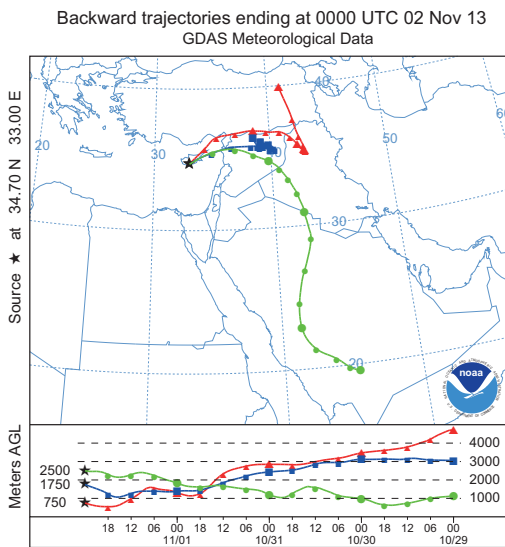 Backward trajectories ending at 0000 UTC 02 Nov 13
GDAS Meteorological Data
Source ★ at 34.70 N 33.00 E
40
60
20
30
50
40
30
20
noaa
Meters AGL
2500
1750
750
4000
3000
2000
1000
18 12 06 00 18 12 06 00 18 12 06 00 18 12 06 00
11/01 10/31 10/30 10/29